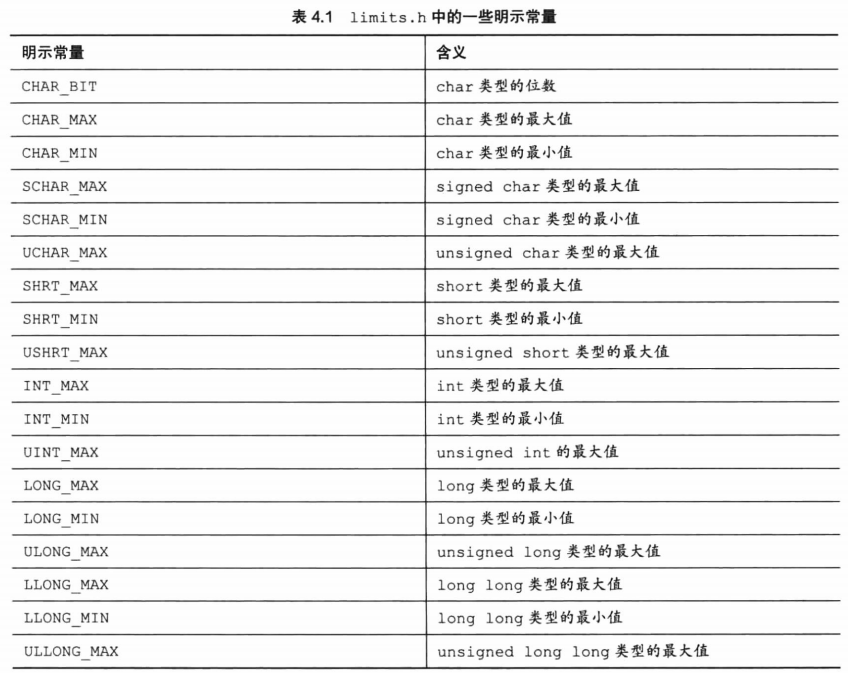 表 4.1 limits.h 中的一些明示常量
明示常量 含义
CHAR_BIT char 类型的位数
CHAR_MAX char 类型的最大值
CHAR_MIN char 类型的最小值
SCHAR_MAX signed char 类型的最大值
SCHAR_MIN signed char 类型的最小值
UCHAR_MAX unsigned char 类型的最大值
SHRT_MAX short 类型的最大值
SHRT_MIN short 类型的最小值
USHRT_MAX unsigned short 类型的最大值
INT_MAX int 类型的最大值
INT_MIN int 类型的最小值
UINT_MAX unsigned int 的最大值
LONG_MAX long 类型的最大值
LONG_MIN long 类型的最小值
ULONG_MAX unsigned long 类型的最大值
LLONG_MAX long long 类型的最大值
LLONG_MIN long long 类型的最小值
ULLONG_MAX unsigned long long 类型的最大值